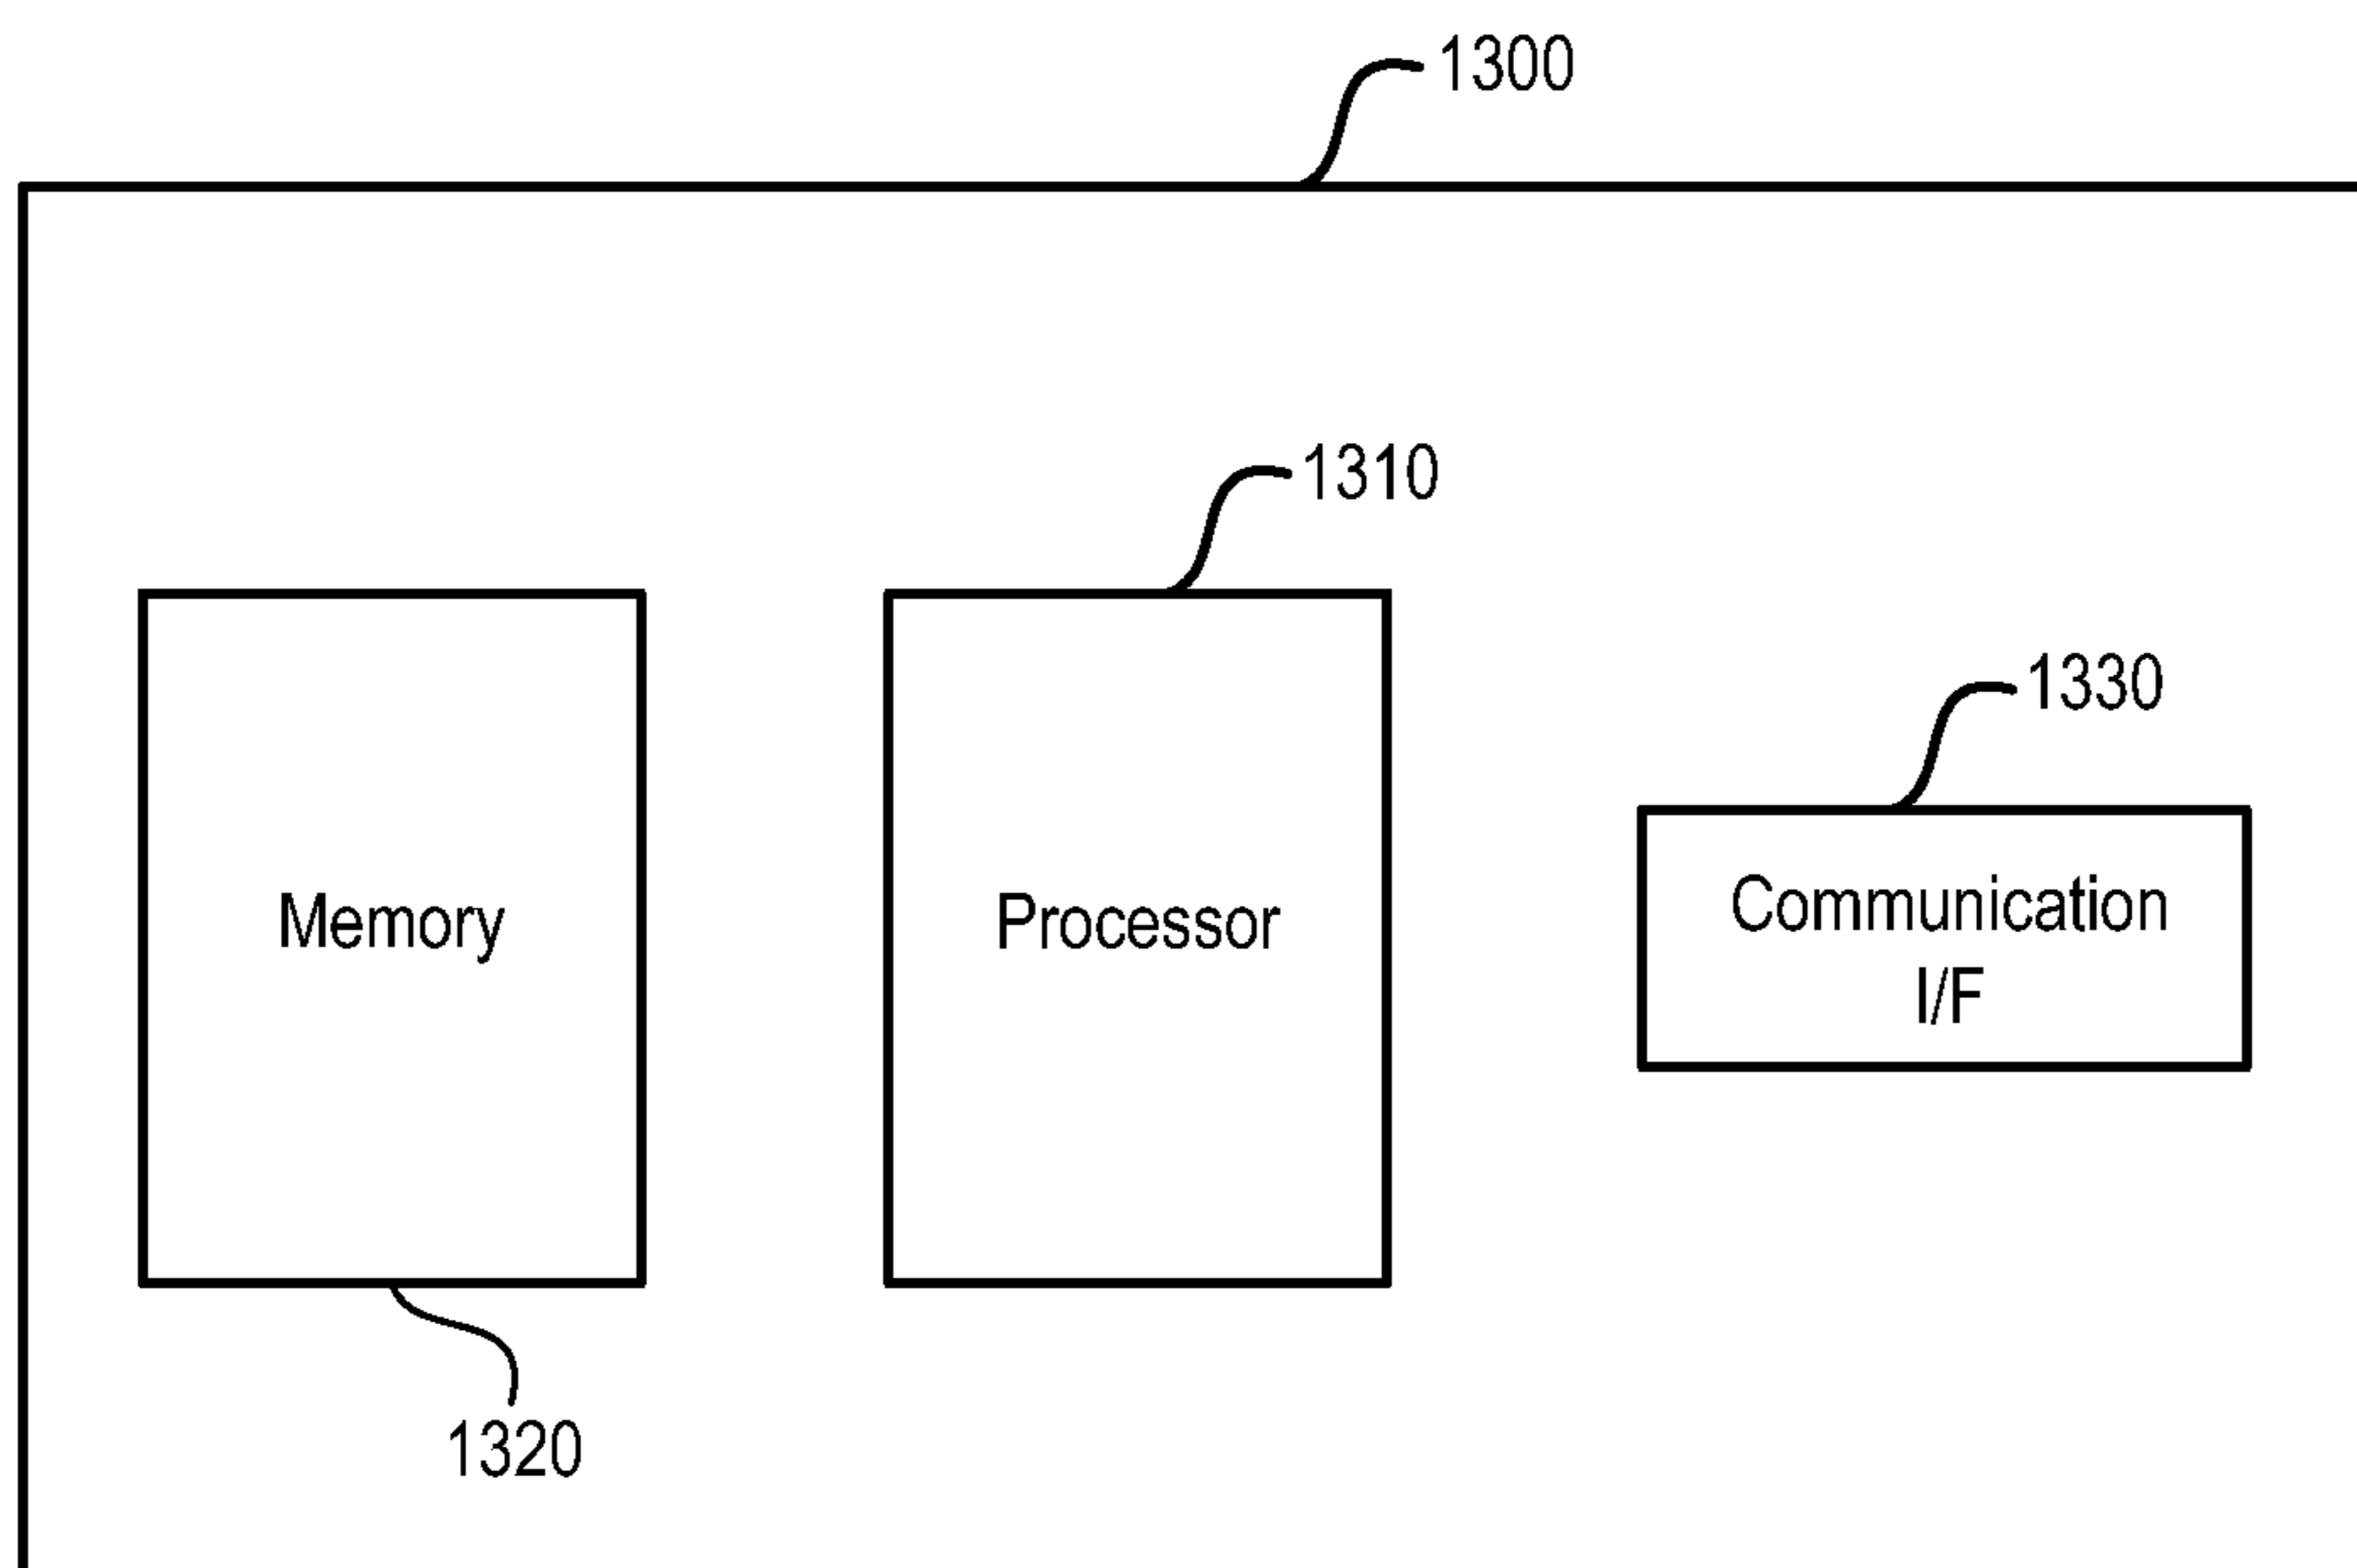 1300
1310
1330
Memory
Processor
Communication
I/F
1320